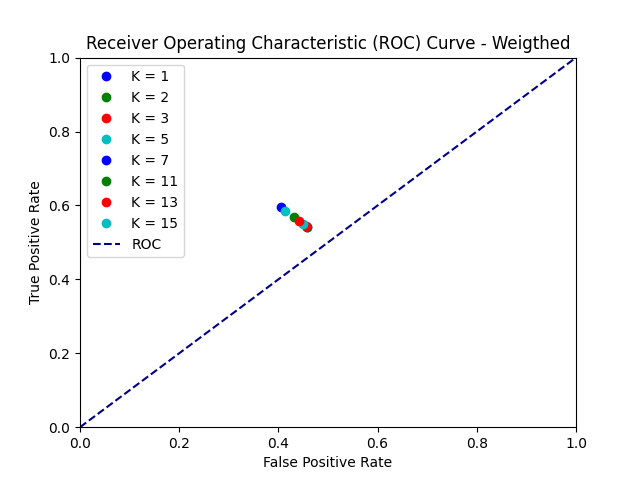 Receiver Operating Characteristic (ROC) Curve - Weigthed
1.0
0.8
0.6
0.4
0.2
0.0
True Positive Rate
K = 1
K = 2
K = 3
K = 5
K = 7
K = 11
K = 13
K = 15
ROC
0.0 0.2 0.4 0.6 0.8 1.0
False Positive Rate